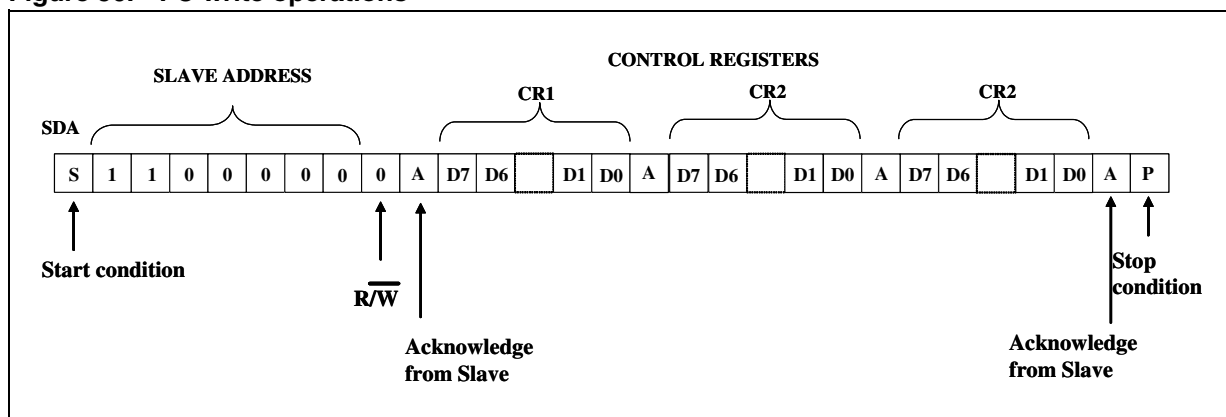 SLAVE ADDRESS
CONTROL REGISTERS
CR1
CR2
CR2
SDA
S 1 1 0 0 0 0 0 0 A D7 D6 D1 D0 A D7 D6 D1 D0 A D7 D6 D1 D0 A P
Start condition
R/W̅
Acknowledge
from Slave
Stop
condition
Acknowledge
from Slave